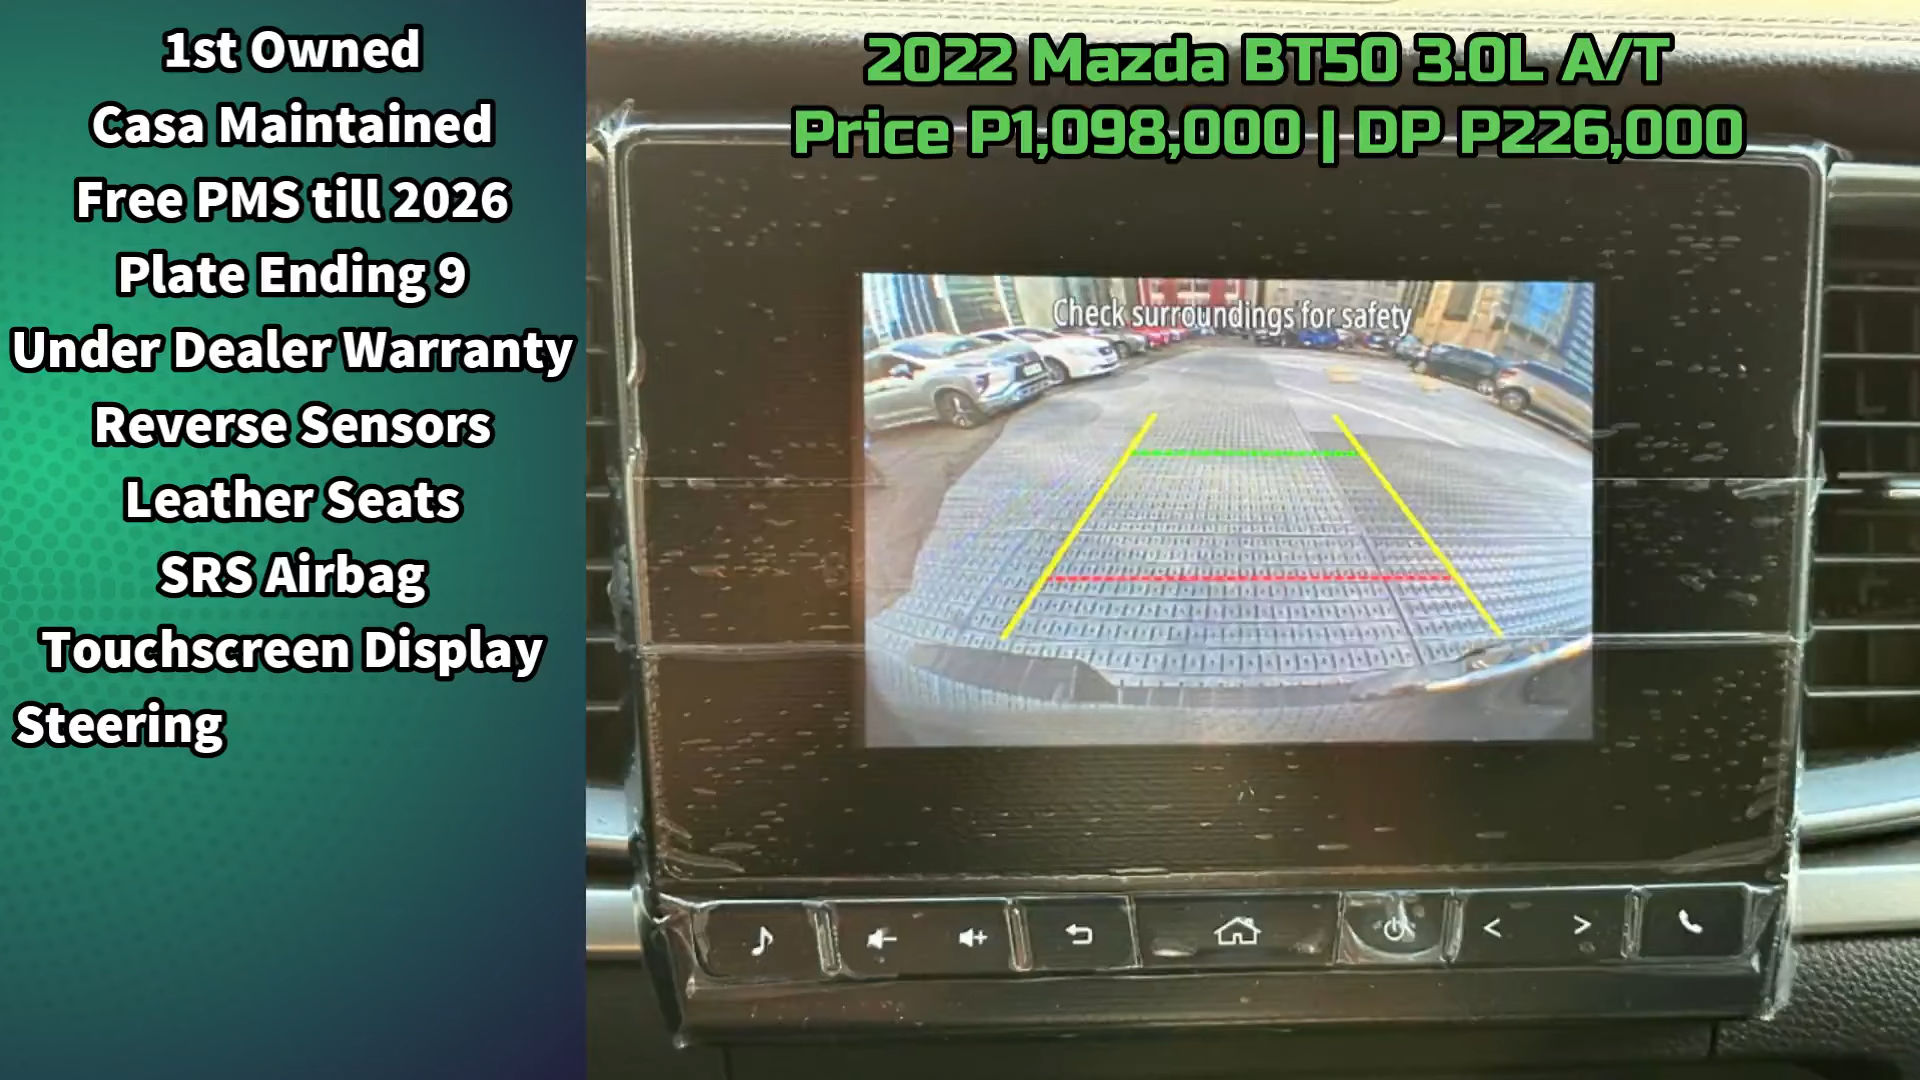 1st Owned
Casa Maintained
Free PMS till 2026
Plate Ending 9
Under Dealer Warranty
Reverse Sensors
Leather Seats
SRS Airbag
Touchscreen Display
Steering
2022 Mazda BT50 3.0L A/T
Price P1,098,000 | DP P226,000
Check surroundings for safety